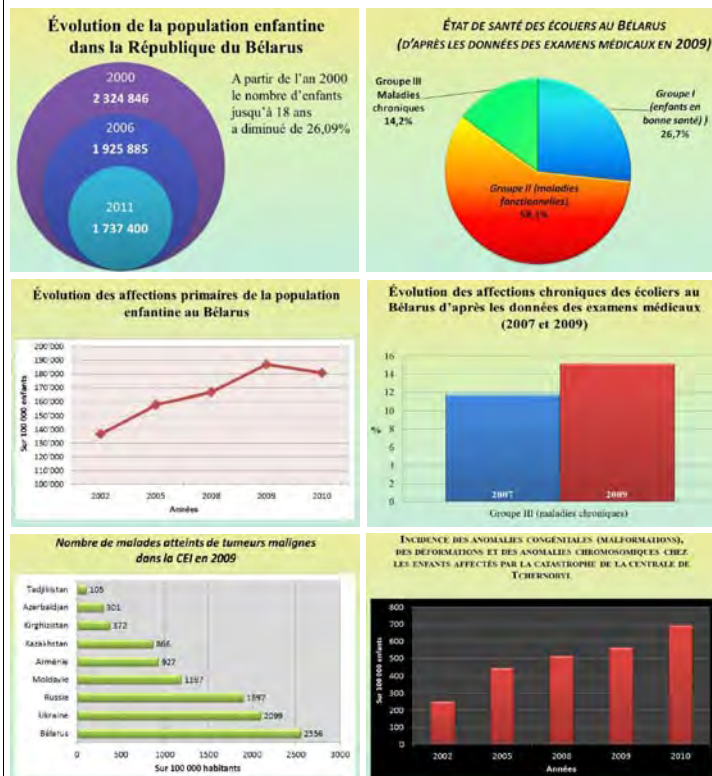 Évolution de la population enfantine
dans la République du Bélarus
2000
2 324 846
2006
1 925 885
2011
1 737 400
A partir de l'an 2000
le nombre d'enfants
jusqu'à 18 ans
a diminué de 26,09%
ÉTAT DE SANTÉ DES ÉCOLIERS AU BÉLARUS
(D'APRÈS LES DONNÉES DES EXAMENS MÉDICAUX EN 2009)
Groupe III
Maladies
chroniques
14,2%
Groupe I
(enfants en
bonne santé) )
26,7%
Groupe II (maladies
fonctionnelles),
Évolution des affections primaires de la population
enfantine au Bélarus
Sur 100 000 enfants
200'000
190'000
180'000
170'000
160'000
150'000
140'000
130'000
120'000
110'000
100'000
2002
2005
2008
2009
2010
Années
Évolution des affections chroniques des écoliers au
Bélarus d'après les données des examens médicaux
(2007 et 2009)
%
16
14
12
10
8
6
4
2
0
2007
2009
Groupe III (maladies chroniques)
Nombre de malades atteints de tumeurs malignes
dans la CEI en 2009
Tadjikistan 105
Azerbaïdjan 301
Kirghizistan 372
Kazakhstan 866
Arménie 927
Moldavie
Russie 1897
Ukraine 2099
Bélarus 2556
0 500 1000 1500 2000 2500 3000
Sur 100 000 habitants
INCIDENCE DES ANOMALIES CONGÉNITALES (MALFORMATIONS),
DES DÉFORMATIONS ET DES ANOMALIES CHROMOSOMIQUES CHEZ
LES ENFANTS AFFECTÉS PAR LA CATASTROPHE DE LA CENTRALE DE
TCHERNOBYL
Sur 100 000 enfants
800
700
600
500
400
300
200
100
0
2002
2005
2008
2009
2010
Années